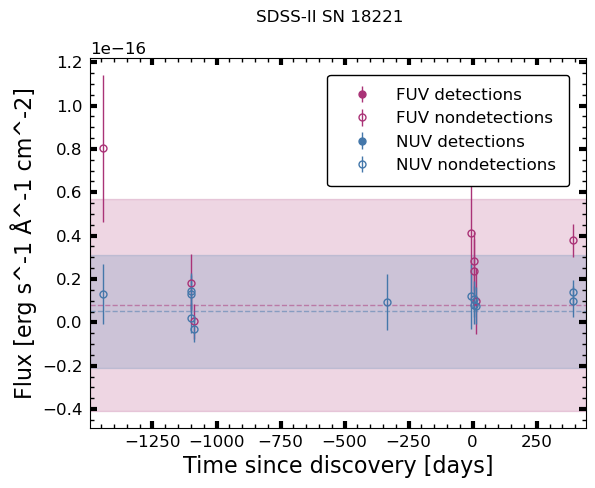 SDSS-II SN 18221
1e−16
FUV detections
FUV nondetections
NUV detections
NUV nondetections
1.2
1.0
0.8
0.6
0.4
0.2
0.0
−0.2
−0.4
Flux [erg s^-1 Å^-1 cm^-2]
−1250 −1000 −750 −500 −250 0 250
Time since discovery [days]